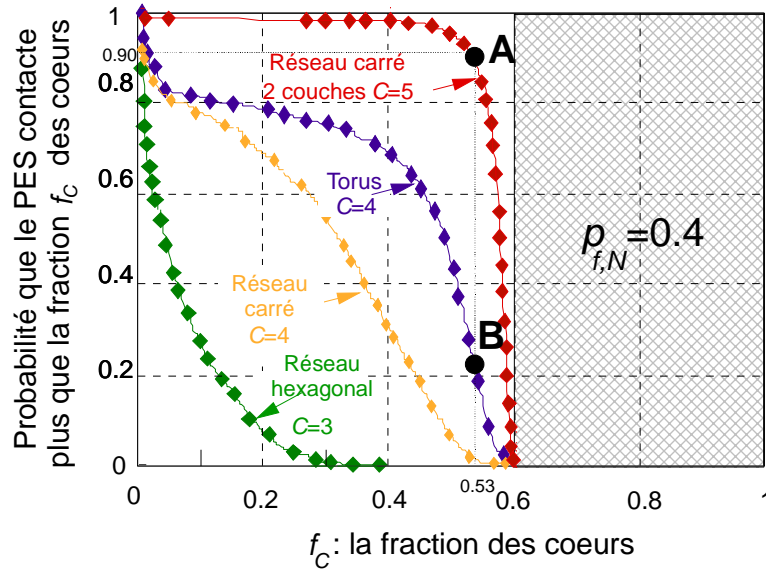 Probabilité que le PES contacte
plus que la fraction fC des coeurs
1
0.90
0.8
0.6
0.4
0.2
0
A
Réseau carré
2 couches C=5
Torus
C=4
pf,N=0.4
Réseau
carré
C=4
B
Réseau
hexagonal
C=3
0
0.2
0.4
0.53
0.6
0.8
1
fC: la fraction des coeurs